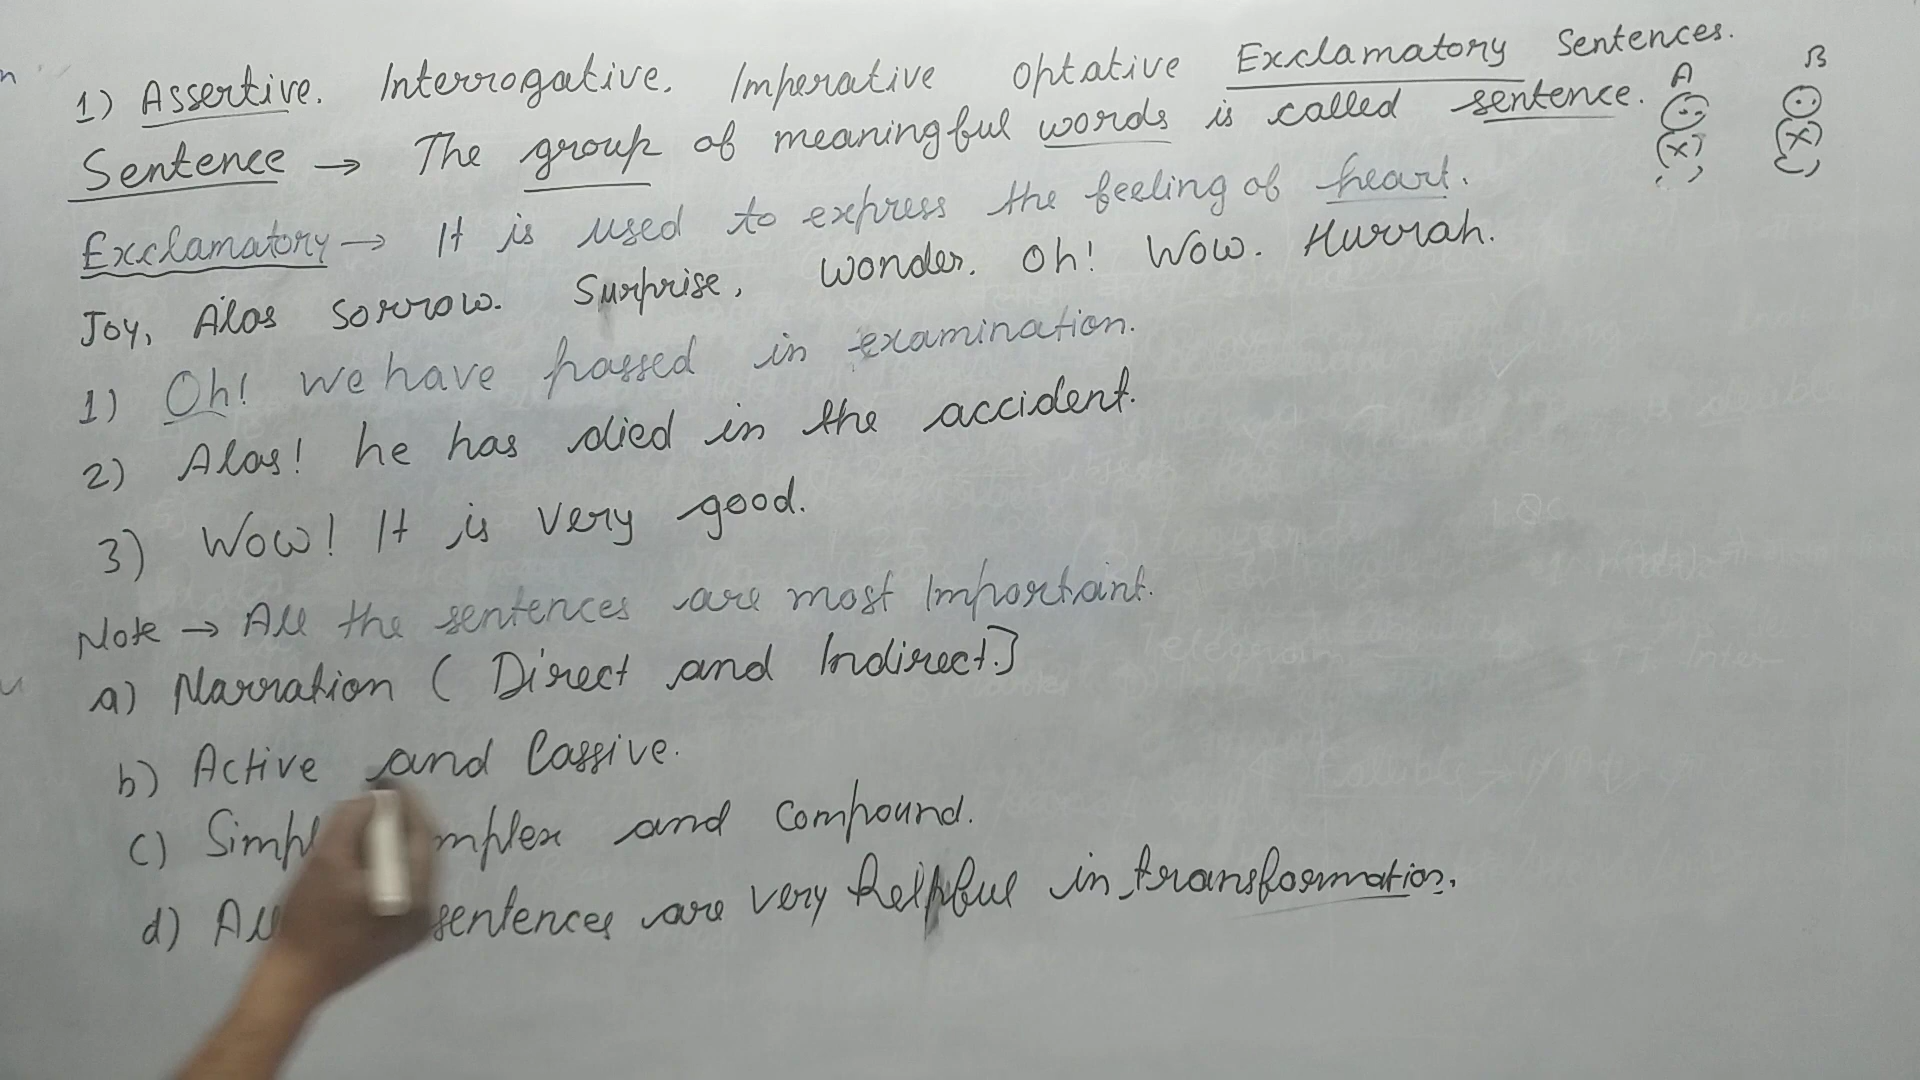 1) Assertive. Interrogative. Imperative Optative Exclamatory Sentences.
A B
Sentence → The group of meaningful words is called sentence.
Exclamatory → It is used to express the feeling of heart.
Joy, Alas Sorrow. Surprise, Wonder. Oh! Wow. Hurrah.
1) Oh! We have passed in examination.
2) Alas! he has died in the accident.
3) Wow! It is very good.
Note → All the sentences are most Important.
a) Narration ( Direct and Indirect.]
b) Active and Passive.
c) Simpl mplex and Compound.
d) All sentences are very helpful in transformation.